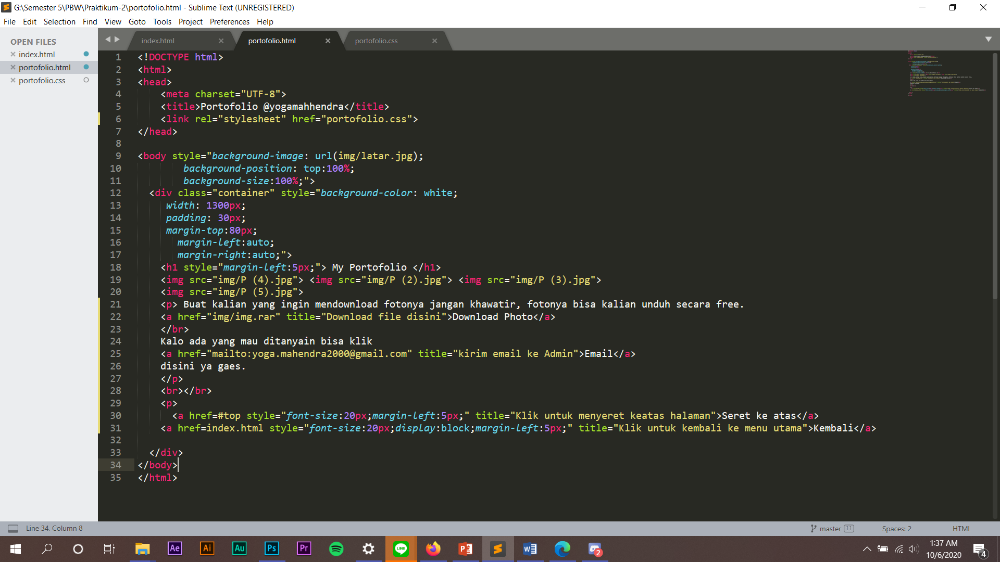 G:\Semester 5\PBW\Praktikum-2\portofolio.html - Sublime Text (UNREGISTERED)
File Edit Selection Find View Goto Tools Project Preferences Help
OPEN FILES
index.html
portofolio.html
portofolio.css
index.html portofolio.html portofolio.css
1 <!DOCTYPE html>
2 <html>
3 <head>
4 <meta charset="UTF-8">
5 <title>Portofolio @yogamahhendra</title>
6 <link rel="stylesheet" href="portofolio.css">
7 </head>
8
9 <body style="background-image: url(img/latar.jpg);
10 background-position: top:100%;
11 background-size:100%;">
12 <div class="container" style="background-color: white;
13 width: 1300px;
14 padding: 30px;
15 margin-top:80px;
16 margin-left:auto;
17 margin-right:auto;">
18 <h1 style="margin-left:5px;"> My Portofolio </h1>
19 <img src="img/P (4).jpg"> <img src="img/P (2).jpg"> <img src="img/P (3).jpg">
20 <img src="img/P (5).jpg">
21 <p> Buat kalian yang ingin mendownload fotonya jangan khawatir, fotonya bisa kalian unduh secara free.
22 <a href="img/img.rar" title="Download file disini">Download Photo</a>
23 </br>
24 Kalo ada yang mau ditanyain bisa klik
25 <a href="mailto:yoga.mahendra2000@gmail.com" title="kirim email ke Admin">Email</a>
26 disini ya gaes.
27 </p>
28 <br></br>
29 <p>
30 <a href=#top style="font-size:20px;margin-left:5px;" title="Klik untuk menyeret keatas halaman">Seret ke atas</a>
31 <a href=index.html style="font-size:20px;display:block;margin-left:5px;" title="Klik untuk kembali ke menu utama">Kembali</a>
32
33 </div>
34 </body>
35 </html>
Line 34, Column 8 master 11 Spaces: 2 HTML
Ae Ai Au Ps Pr LINE P W 2
1:37 AM
10/6/2020
4